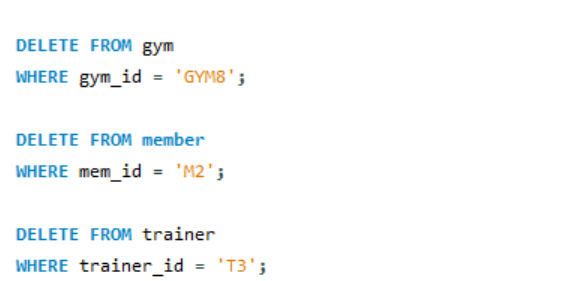 DELETE FROM gym
WHERE gym_id = 'GYM8';
DELETE FROM member
WHERE mem_id = 'M2';
DELETE FROM trainer
WHERE trainer_id = 'T3';